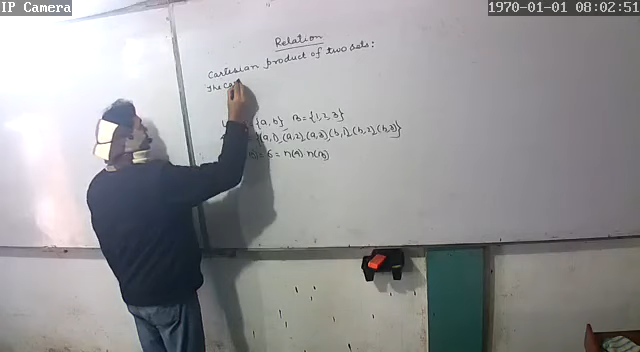 IP Camera
1970-01-01 08:02:51
Relation
Cartesian product of two sets:
The Ca
{a, b} B = {1, 2, 3}
{(a,1), (a,2), (a,3), (b,1), (b,2), (b,3)}
= 6 = n(A) n(B)